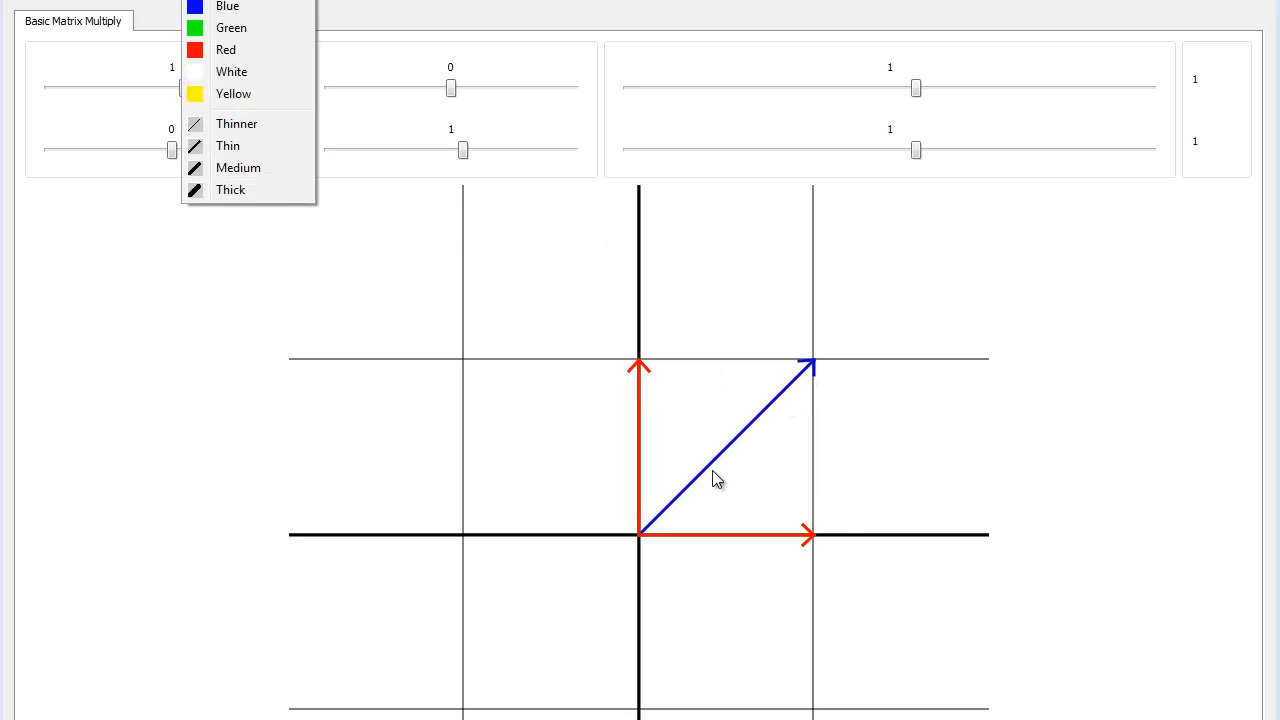 Blue
Basic Matrix Multiply
Green
Red
1
0
1
White
1
Yellow
Thinner
0
1
1
1
Thin
Medium
Thick